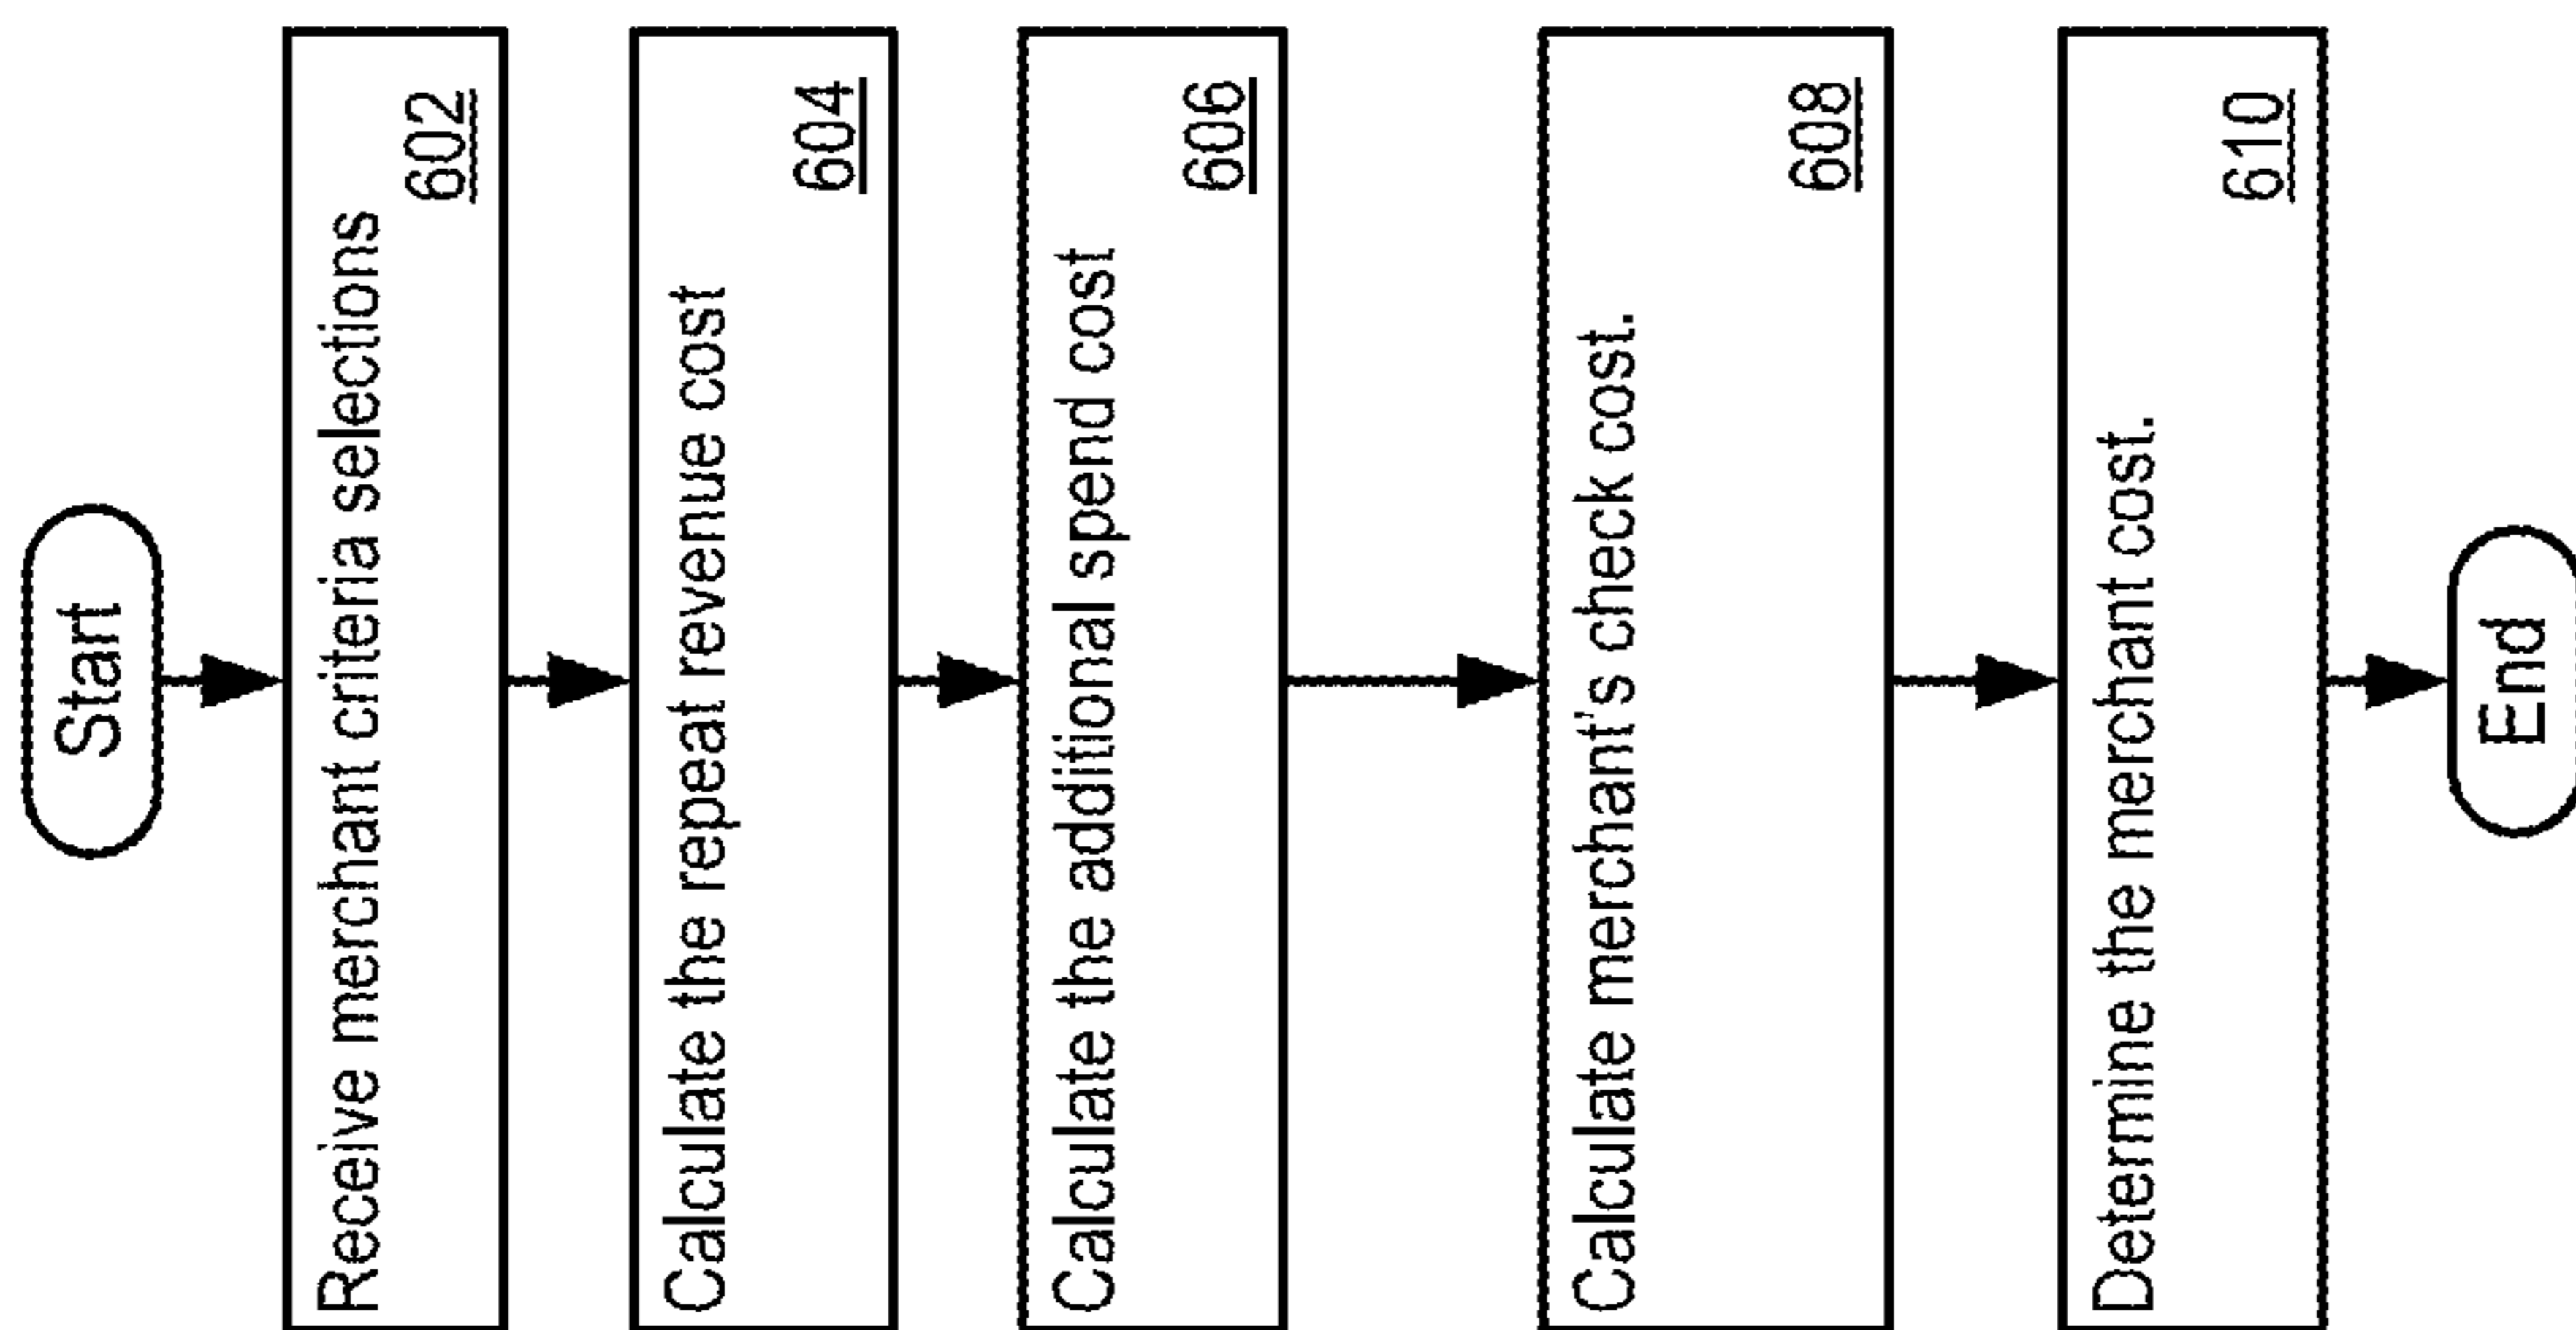 Start
Receive merchant criteria selections
602
Calculate the repeat revenue cost
604
Calculate the additional spend cost
606
Calculate merchant's check cost.
608
Determine the merchant cost.
610
End